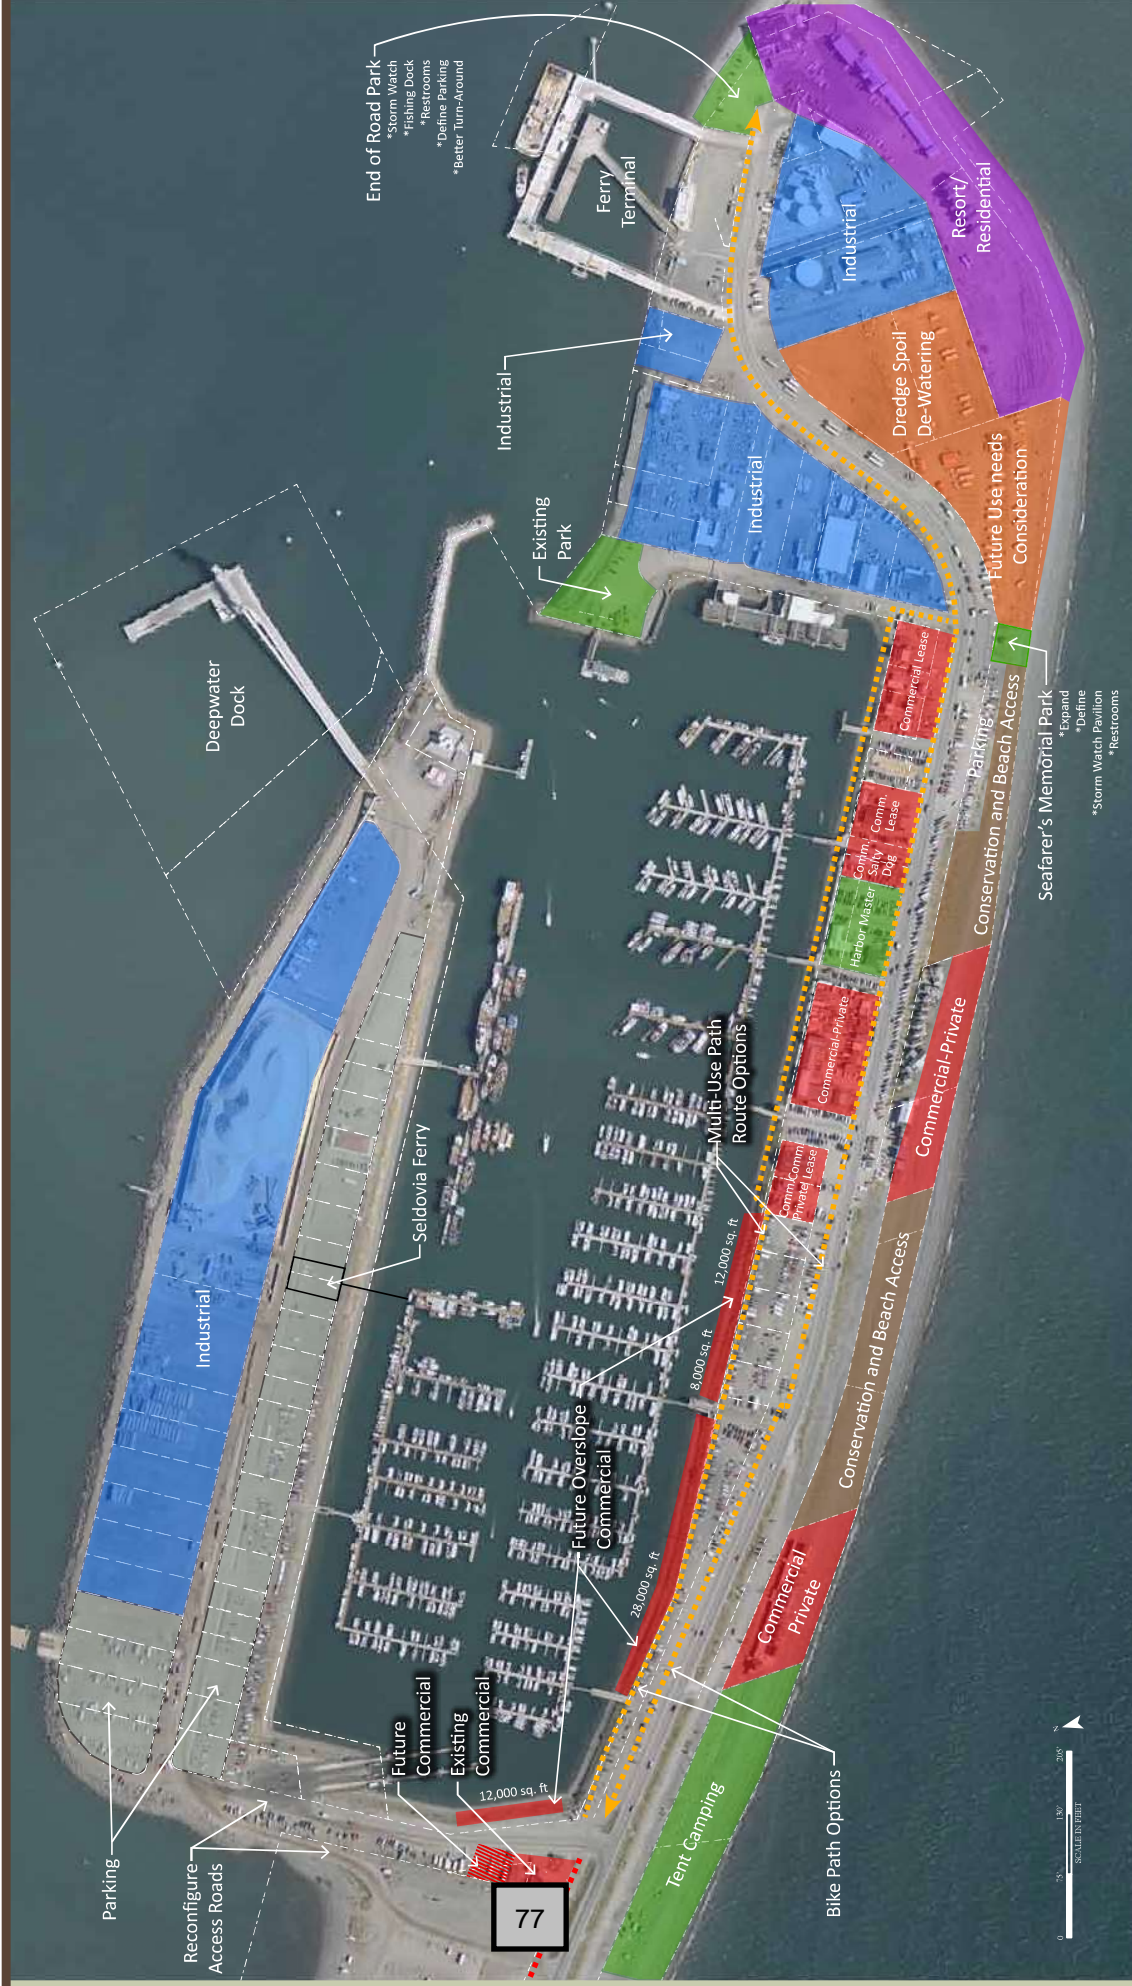 End of Road Park
*Storm Watch
*Fishing Dock
*Restrooms
*Define Parking
*Better Turn-Around
Ferry
Terminal
Resort/
Residential
Industrial
Industrial
Dredge Spoil
De-Watering
Future Use needs
Consideration
Industrial
Existing
Park
Deepwater
Dock
Commercial Lease
Parking
Conservation and Beach Access
Seafarer's Memorial Park
*Expand
*Define
*Storm Watch Pavilion
*Restrooms
Comm.
Lease
Comm.
Salty
Dog
Harbor Master
Commercial-Private
Commercial-Private
Multi-Use Path
Route Options
Comm.
Lease
Comm.
Private
Seldovia Ferry
Industrial
12,000 sq. ft
8,000 sq. ft
Conservation and Beach Access
Future Overslope
Commercial
28,000 sq. ft
Commercial
Private
Future
Commercial
Existing
Commercial
12,000 sq. ft
Tent Camping
Bike Path Options
Parking
Reconfigure
Access Roads
77
N
0 75' 130' 205'
SCALE IN FEET